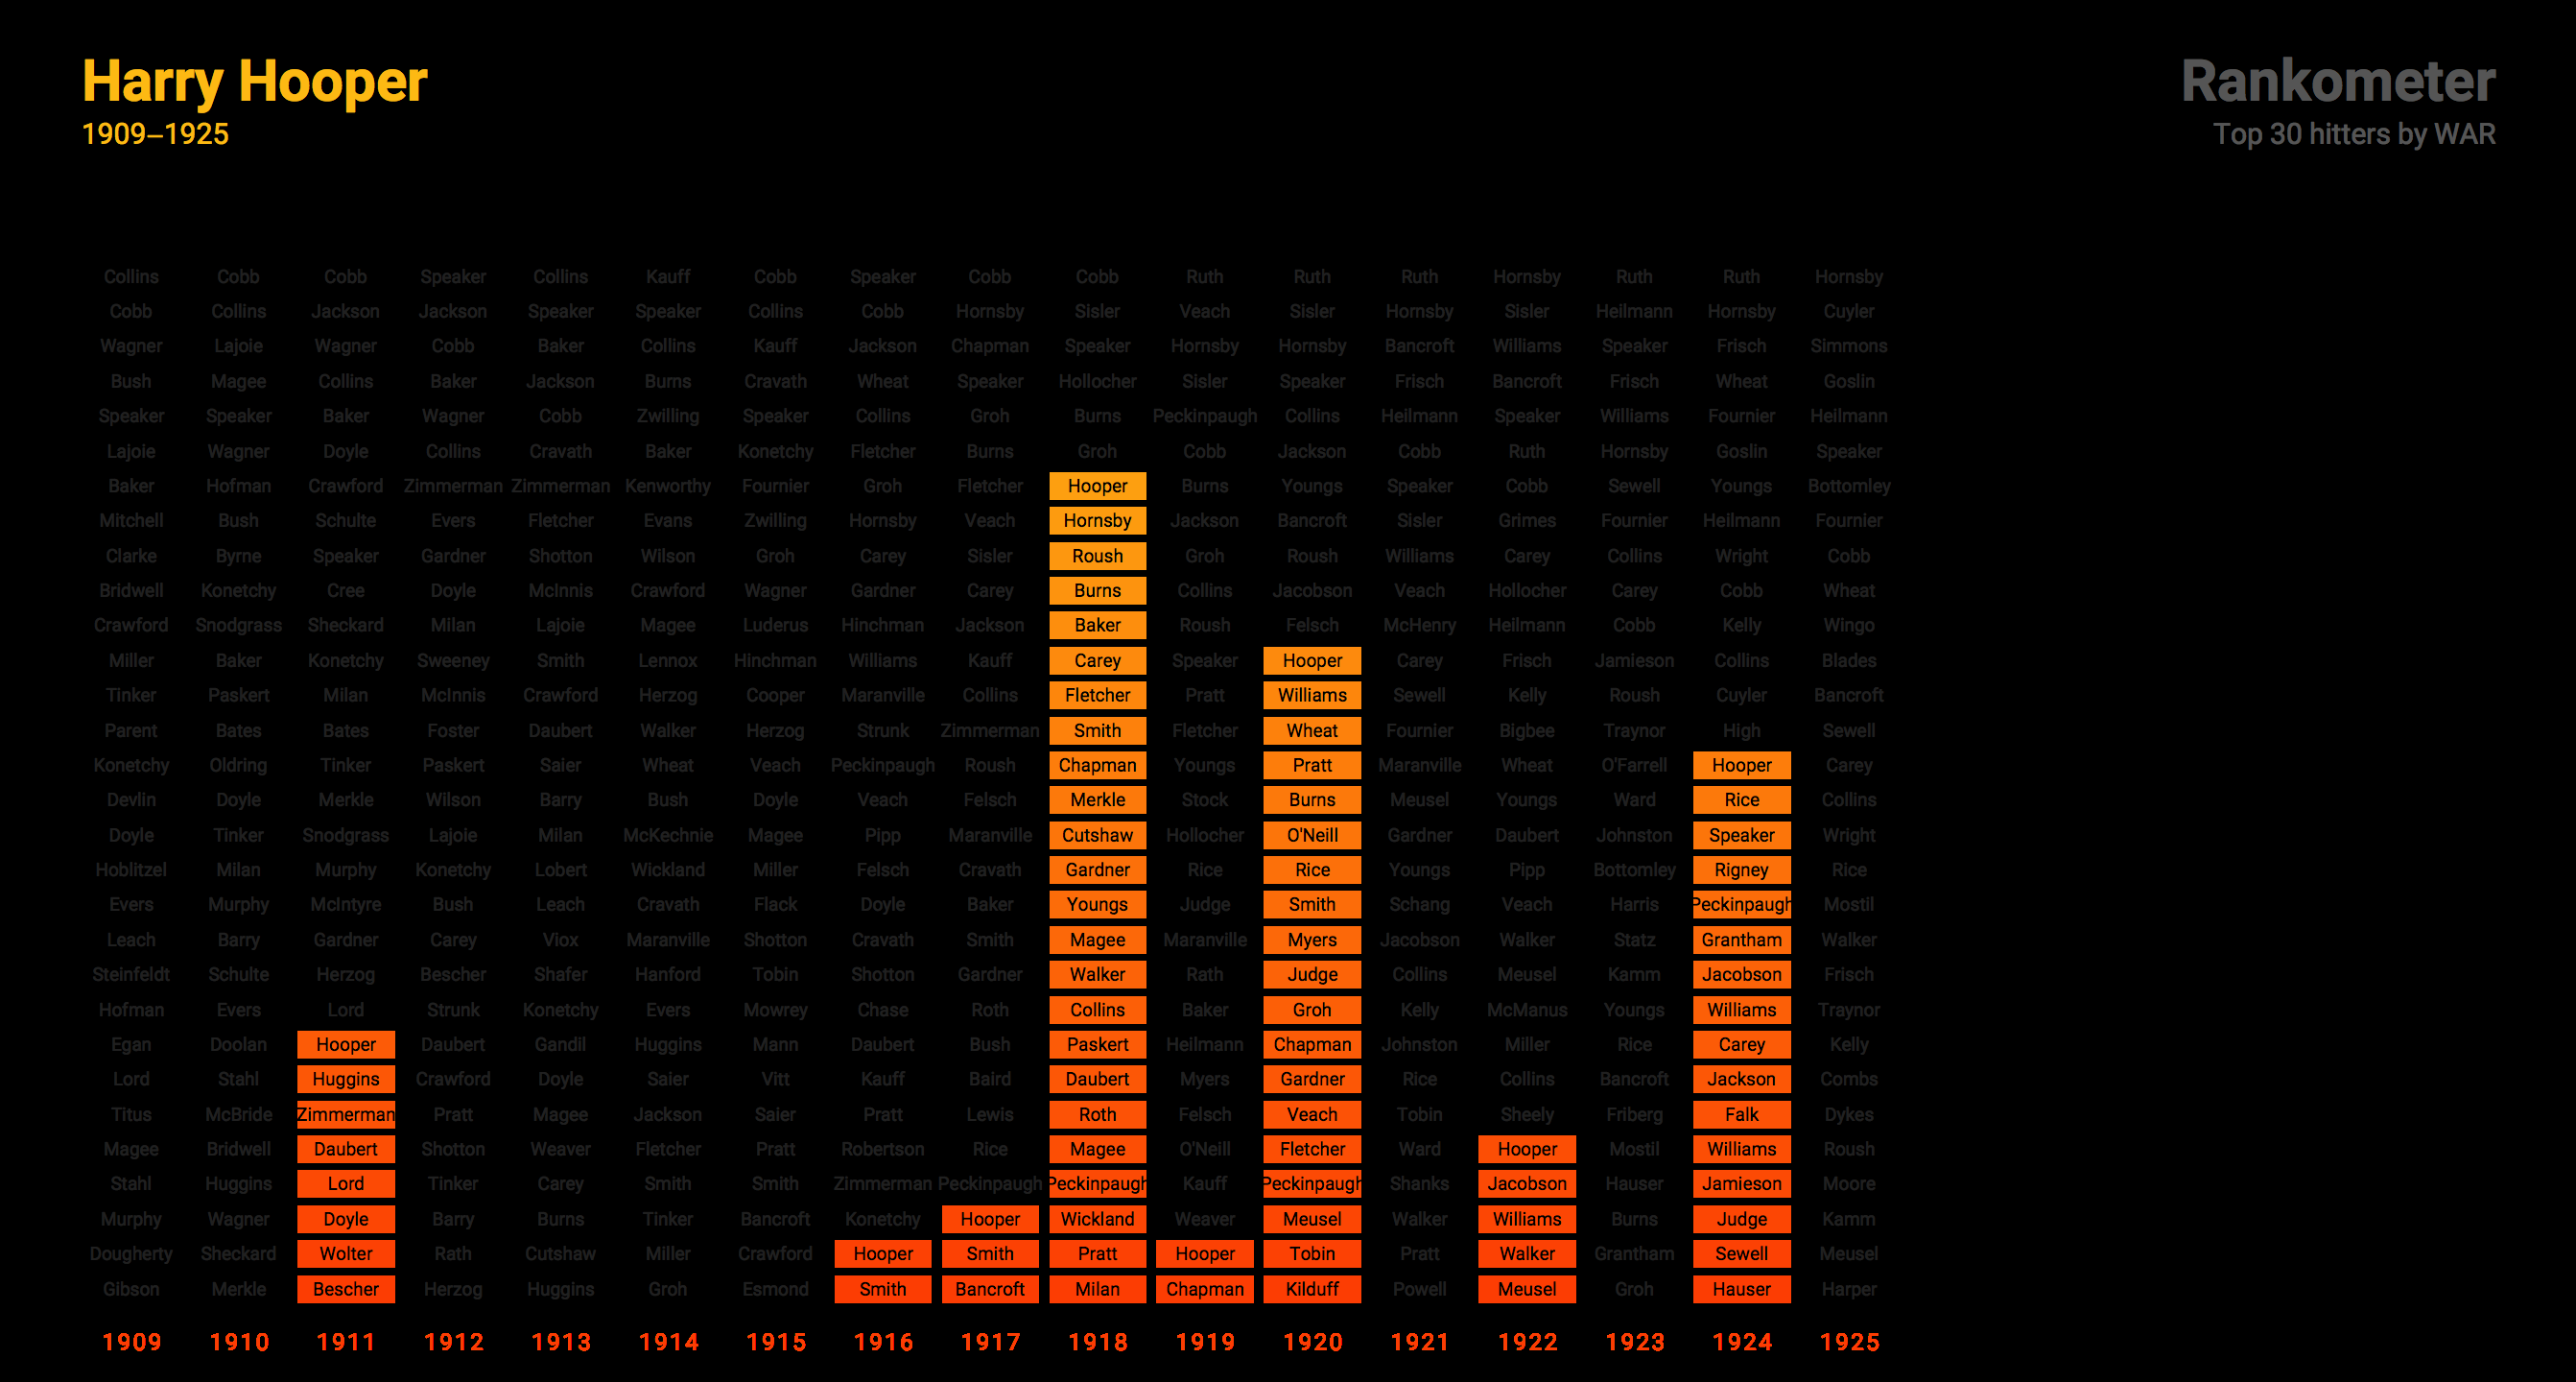 Harry Hooper
1909–1925
Rankometer
Top 30 hitters by WAR
Collins Cobb Cobb Speaker Collins Kauff Cobb Speaker Cobb Cobb Ruth Ruth Ruth Hornsby Ruth Ruth Hornsby
Cobb Collins Jackson Jackson Speaker Speaker Collins Cobb Hornsby Sisler Veach Sisler Hornsby Sisler Heilmann Hornsby Cuyler
Wagner Lajoie Wagner Cobb Baker Collins Kauff Jackson Chapman Speaker Hornsby Hornsby Bancroft Williams Speaker Frisch Simmons
Bush Magee Collins Baker Jackson Burns Cravath Wheat Speaker Hollocher Sisler Speaker Frisch Bancroft Frisch Wheat Goslin
Speaker Speaker Baker Wagner Cobb Zwilling Speaker Collins Groh Burns Peckinpaugh Collins Heilmann Speaker Williams Fournier Heilmann
Lajoie Wagner Doyle Collins Cravath Baker Konetchy Fletcher Burns Groh Cobb Jackson Cobb Ruth Hornsby Goslin Speaker
Baker Hofman Crawford Zimmerman Zimmerman Kenworthy Fournier Groh Fletcher Hooper Burns Youngs Speaker Cobb Sewell Youngs Bottomley
Mitchell Bush Schulte Evers Fletcher Evans Zwilling Hornsby Veach Hornsby Jackson Bancroft Sisler Grimes Fournier Heilmann Fournier
Clarke Byrne Speaker Gardner Shotton Wilson Groh Carey Sisler Roush Groh Roush Williams Carey Collins Wright Cobb
Bridwell Konetchy Cree Doyle McInnis Crawford Wagner Gardner Carey Burns Collins Jacobson Veach Hollocher Carey Cobb Wheat
Crawford Snodgrass Sheckard Milan Lajoie Magee Luderus Hinchman Jackson Baker Roush Felsch McHenry Heilmann Cobb Kelly Wingo
Miller Baker Konetchy Sweeney Smith Lennox Hinchman Williams Kauff Carey Speaker Hooper Carey Frisch Jamieson Collins Blades
Tinker Paskert Milan McInnis Crawford Herzog Cooper Maranville Collins Fletcher Pratt Williams Sewell Kelly Roush Cuyler Bancroft
Parent Bates Bates Foster Daubert Walker Herzog Strunk Zimmerman Smith Fletcher Wheat Fournier Bigbee Traynor High Sewell
Konetchy Oldring Tinker Paskert Saier Wheat Veach Peckinpaugh Roush Chapman Youngs Pratt Maranville Wheat O'Farrell Hooper Carey
Devlin Doyle Merkle Wilson Barry Bush Doyle Veach Felsch Merkle Stock Burns Meusel Youngs Ward Rice Collins
Doyle Tinker Snodgrass Lajoie Milan McKechnie Magee Pipp Maranville Cutshaw Hollocher O'Neill Gardner Daubert Johnston Speaker Wright
Hoblitzel Milan Murphy Konetchy Lobert Wickland Miller Felsch Cravath Gardner Rice Rice Youngs Pipp Bottomley Rigney Rice
Evers Murphy McIntyre Bush Leach Cravath Flack Doyle Baker Youngs Judge Smith Schang Veach Harris Peckinpaugh Mostil
Leach Barry Gardner Carey Viox Maranville Shotton Cravath Smith Magee Maranville Myers Jacobson Walker Statz Grantham Walker
Steinfeldt Schulte Herzog Bescher Shafer Hanford Tobin Shotton Gardner Walker Rath Judge Collins Meusel Kamm Jacobson Frisch
Hofman Evers Lord Strunk Konetchy Evers Mowrey Chase Roth Collins Baker Groh Kelly McManus Youngs Williams Traynor
Egan Doolan Hooper Daubert Gandil Huggins Mann Daubert Bush Paskert Heilmann Chapman Johnston Miller Rice Carey Kelly
Lord Stahl Huggins Crawford Doyle Saier Vitt Kauff Baird Daubert Myers Gardner Rice Collins Bancroft Jackson Combs
Titus McBride Zimmerman Pratt Magee Jackson Saier Pratt Lewis Roth Felsch Veach Tobin Sheely Friberg Falk Dykes
Magee Bridwell Daubert Shotton Weaver Fletcher Pratt Robertson Rice Magee O'Neill Fletcher Ward Hooper Mostil Williams Roush
Stahl Huggins Lord Tinker Carey Smith Smith Zimmerman Peckinpaugh Peckinpaugh Kauff Peckinpaugh Shanks Jacobson Hauser Jamieson Moore
Murphy Wagner Doyle Barry Burns Tinker Bancroft Konetchy Hooper Wickland Weaver Meusel Walker Williams Burns Judge Kamm
Dougherty Sheckard Wolter Rath Cutshaw Miller Crawford Hooper Smith Pratt Hooper Tobin Pratt Walker Grantham Sewell Meusel
Gibson Merkle Bescher Herzog Huggins Groh Esmond Smith Bancroft Milan Chapman Kilduff Powell Meusel Groh Hauser Harper
1909 1910 1911 1912 1913 1914 1915 1916 1917 1918 1919 1920 1921 1922 1923 1924 1925